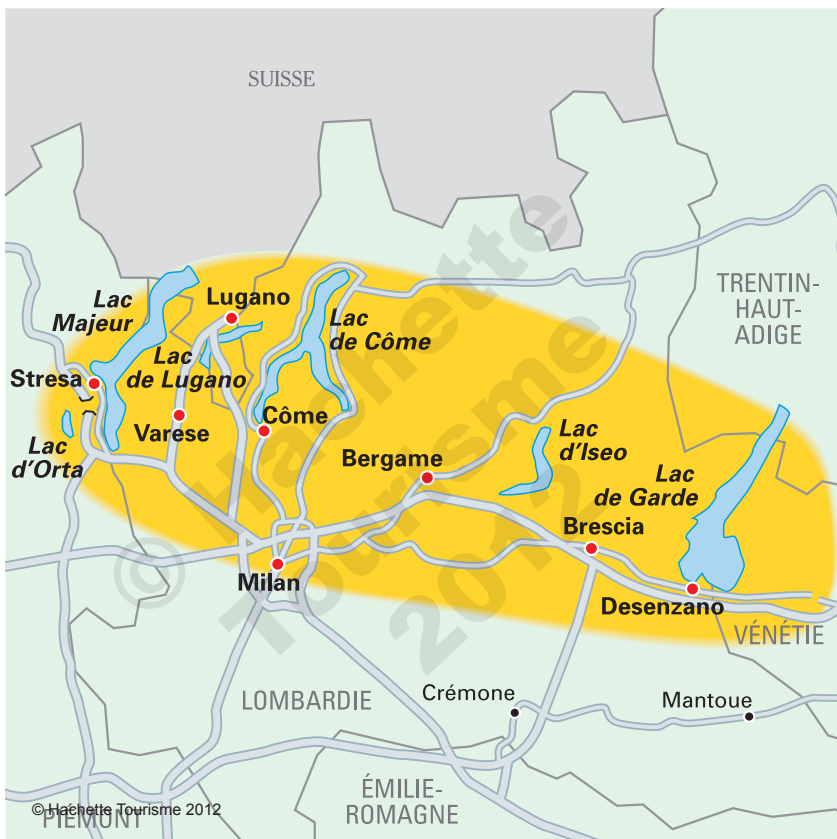 SUISSE
TRENTIN-
HAUT-
ADIGE
Lac
Majeur
Lugano
Lac
de Côme
Lac
de Lugano
Stresa
Varese
Côme
Lac
d'Orta
Bergame
Lac
d'Iseo
Lac
de Garde
Brescia
Milan
Desenzano
VÉNÉTIE
LOMBARDIE
Crémone
Mantoue
ÉMILIE-
ROMAGNE
PIÉMONT
© Hachette Tourisme 2012
© Hachette
Tourisme
2012